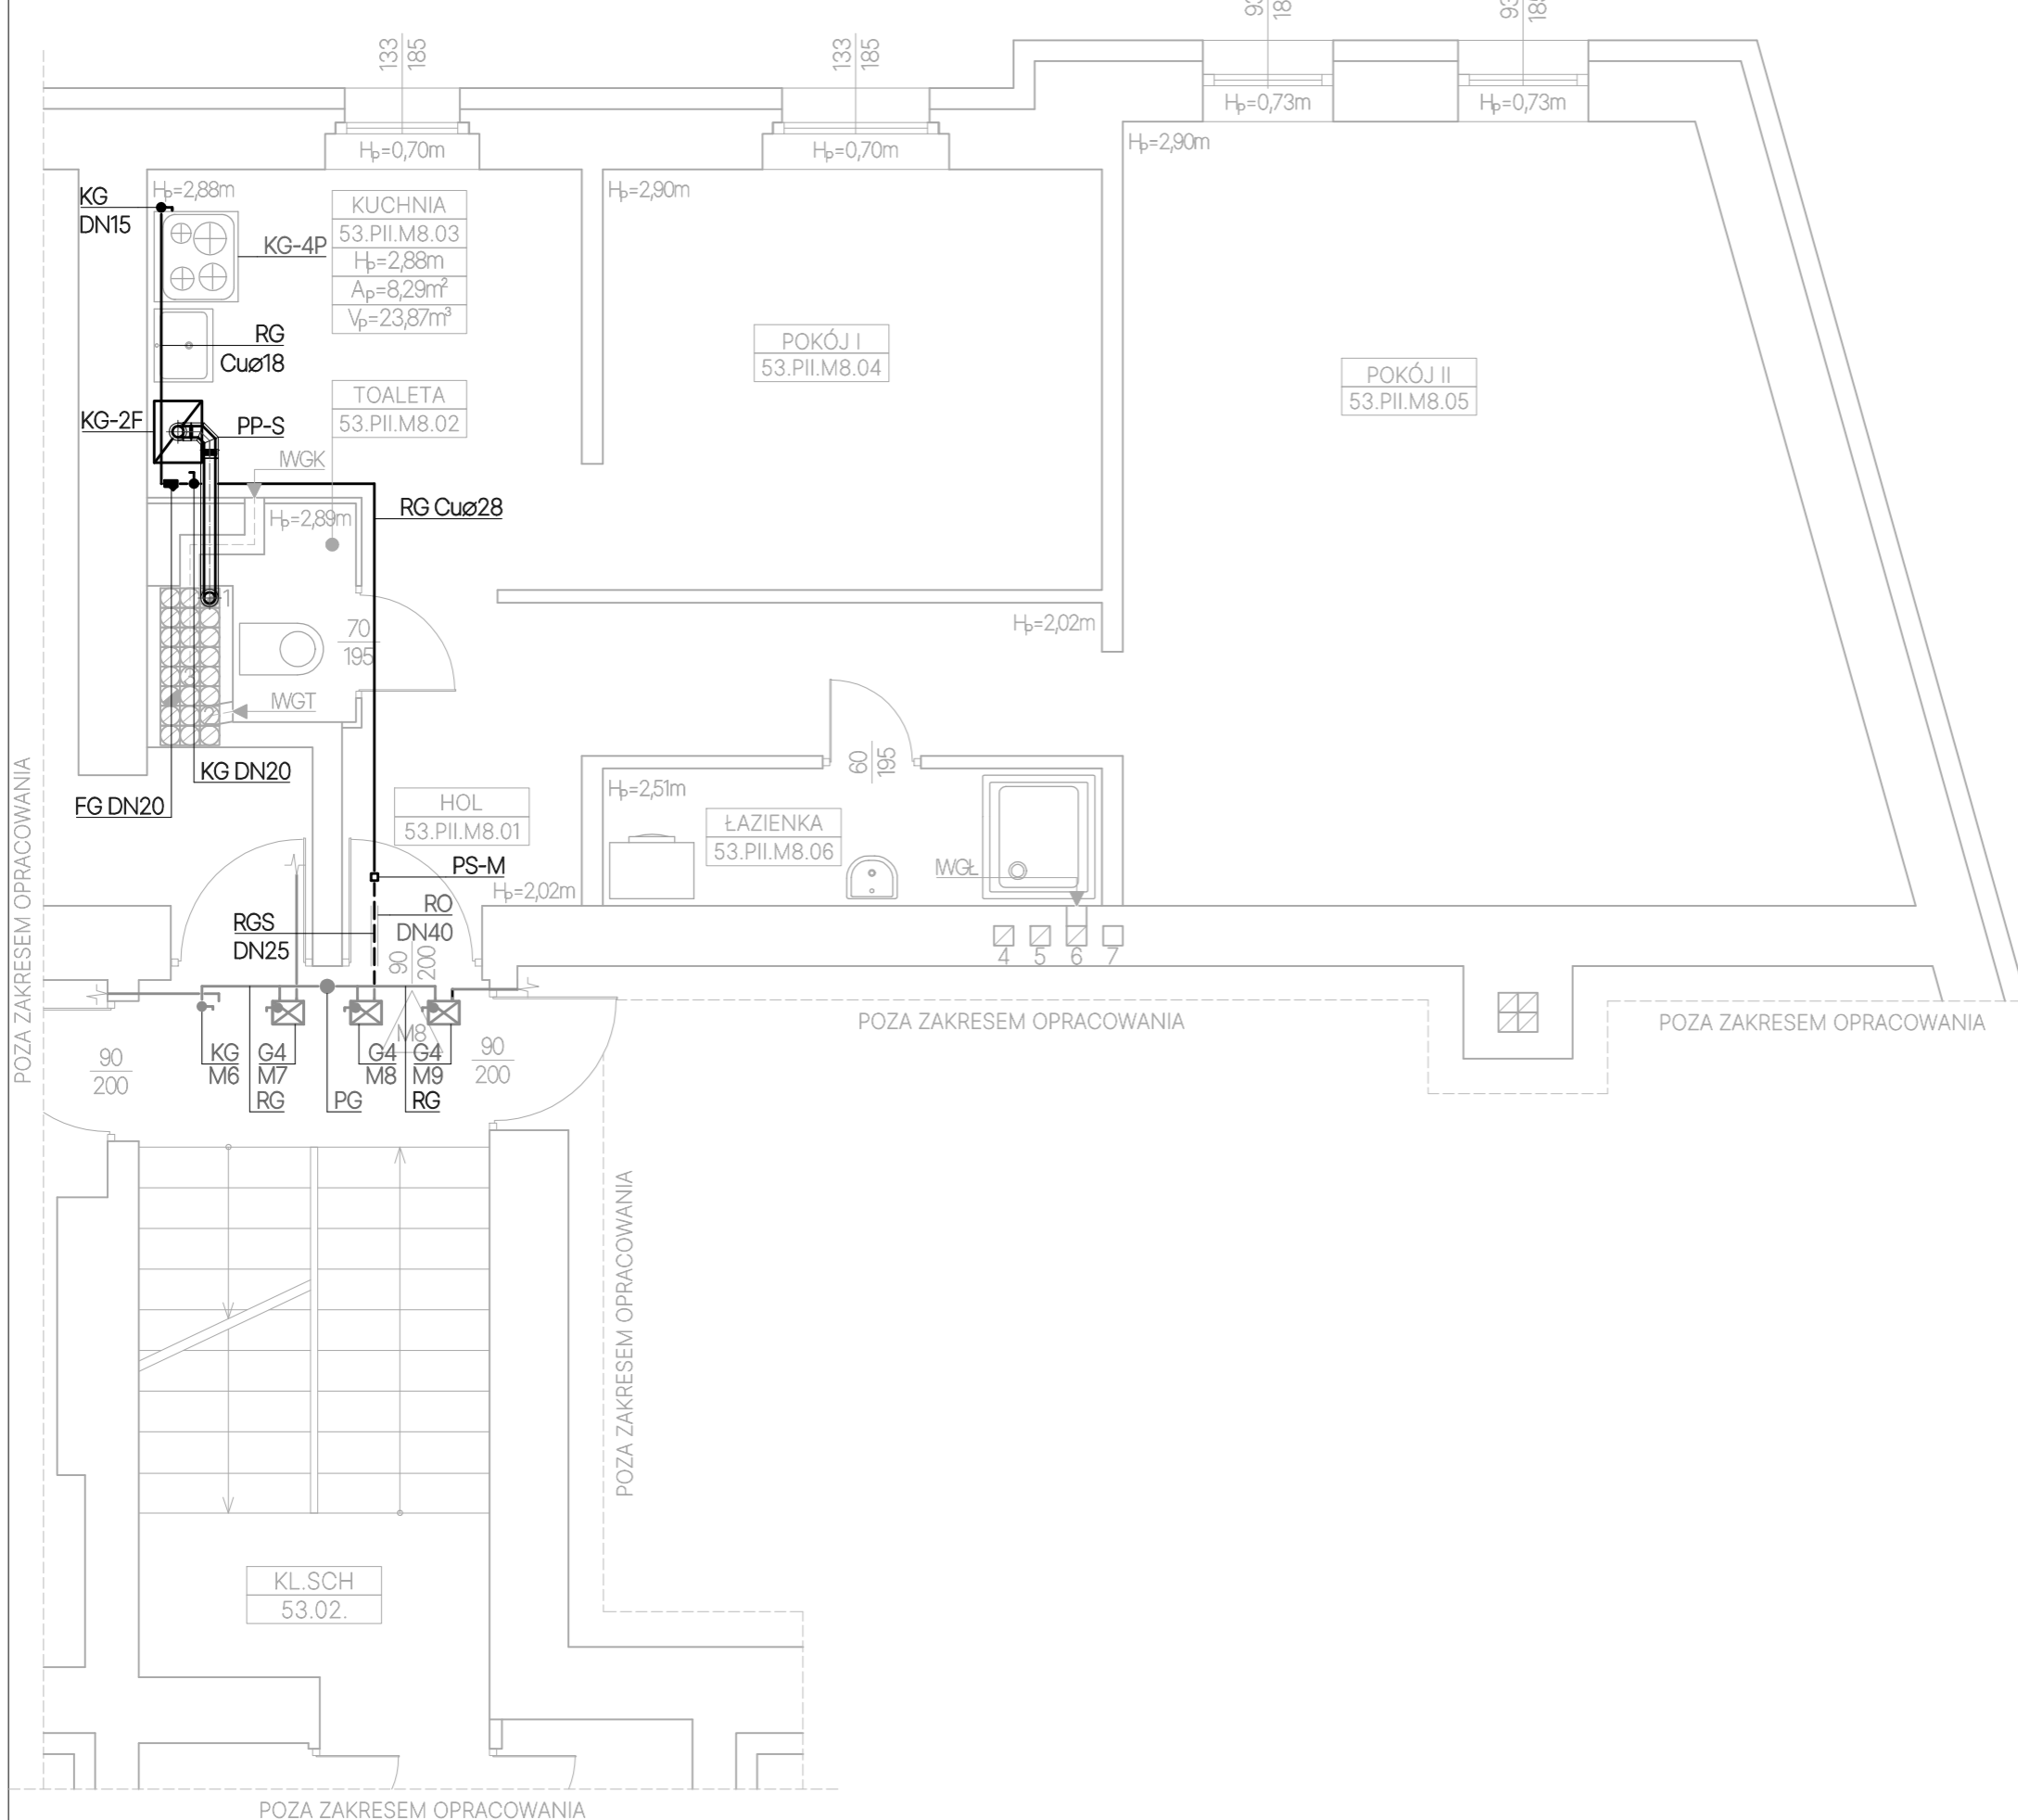 133
185
133
185
93
93
185
Hp=0,70m
Hp=0,70m
Hp=0,73m
Hp=0,73m
Hp=2,88m
Hp=2,90m
Hp=2,90m
KG
DN15
KG-4P
KUCHNIA
53.PII.M8.03
Hp=2,88m
Ap=8,29m²
Vp=23,87m³
RG
Cuø18
POKÓJ I
53.PII.M8.04
POKÓJ II
53.PII.M8.05
TOALETA
53.PII.M8.02
KG-2F
PP-S
IWGK
RG Cuø28
Hp=2,89m
1
70
195
Hp=2,02m
3
IWGT
2
KG DN20
FG DN20
60
195
Hp=2,51m
HOL
53.PII.M8.01
ŁAZIENKA
53.PII.M8.06
IWGŁ
PS-M
Hp=2,02m
RO
DN40
RGS
DN25
90
200
4
5
6
7
M8
POZA ZAKRESEM OPRACOWANIA
POZA ZAKRESEM OPRACOWANIA
POZA ZAKRESEM OPRACOWANIA
90
200
KG
M6
G4
M7
G4
M8
G4
M9
90
200
RG
PG
RG
POZA ZAKRESEM OPRACOWANIA
KL.SCH
53.02.
POZA ZAKRESEM OPRACOWANIA